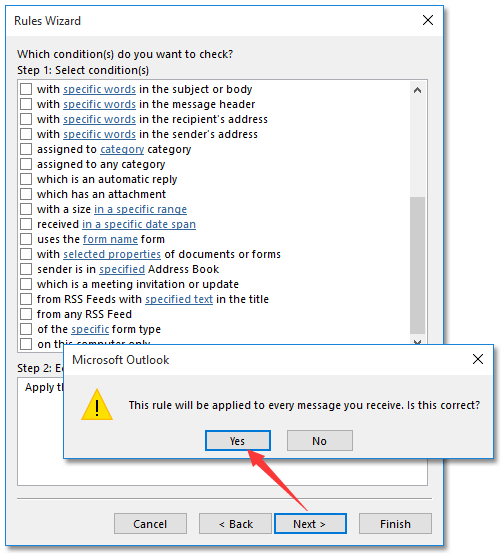 Rules Wizard
Which condition(s) do you want to check?
Step 1: Select condition(s)
with specific words in the subject or body
with specific words in the message header
with specific words in the recipient's address
with specific words in the sender's address
assigned to category category
assigned to any category
which is an automatic reply
which has an attachment
with a size in a specific range
received in a specific date span
uses the form name form
with selected properties of documents or forms
sender is in specified Address Book
which is a meeting invitation or update
from RSS Feeds with specified text in the title
from any RSS Feed
of the specific form type
on this computer only
Step 2: E
Apply th
Microsoft Outlook
This rule will be applied to every message you receive. Is this correct?
Yes No
Cancel < Back Next > Finish